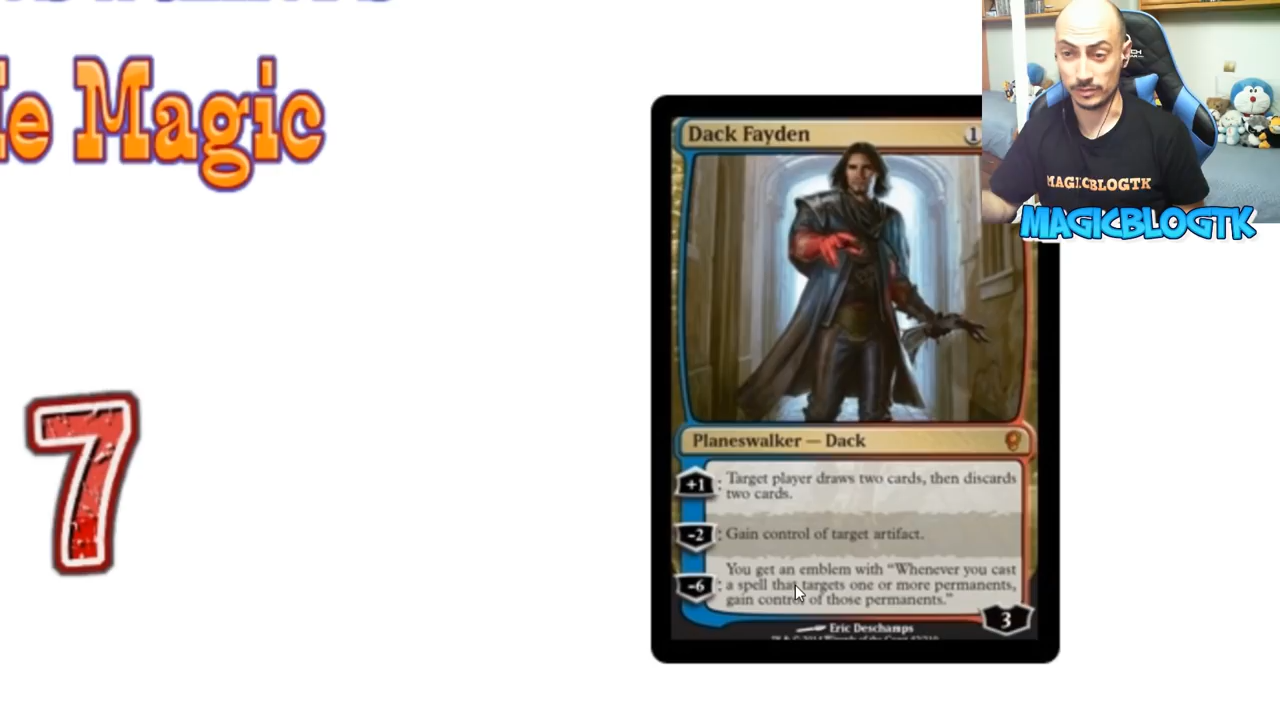 Magic
7
Dack Fayden
1
MAGICBLOGTK
MAGICBLOGTK
Planeswalker — Dack
+1: Target player draws two cards, then discards
two cards.
-2: Gain control of target artifact.
You get an emblem with “Whenever you cast
-6: a spell that targets one or more permanents,
gain control of those permanents.”
3
Eric Deschamps